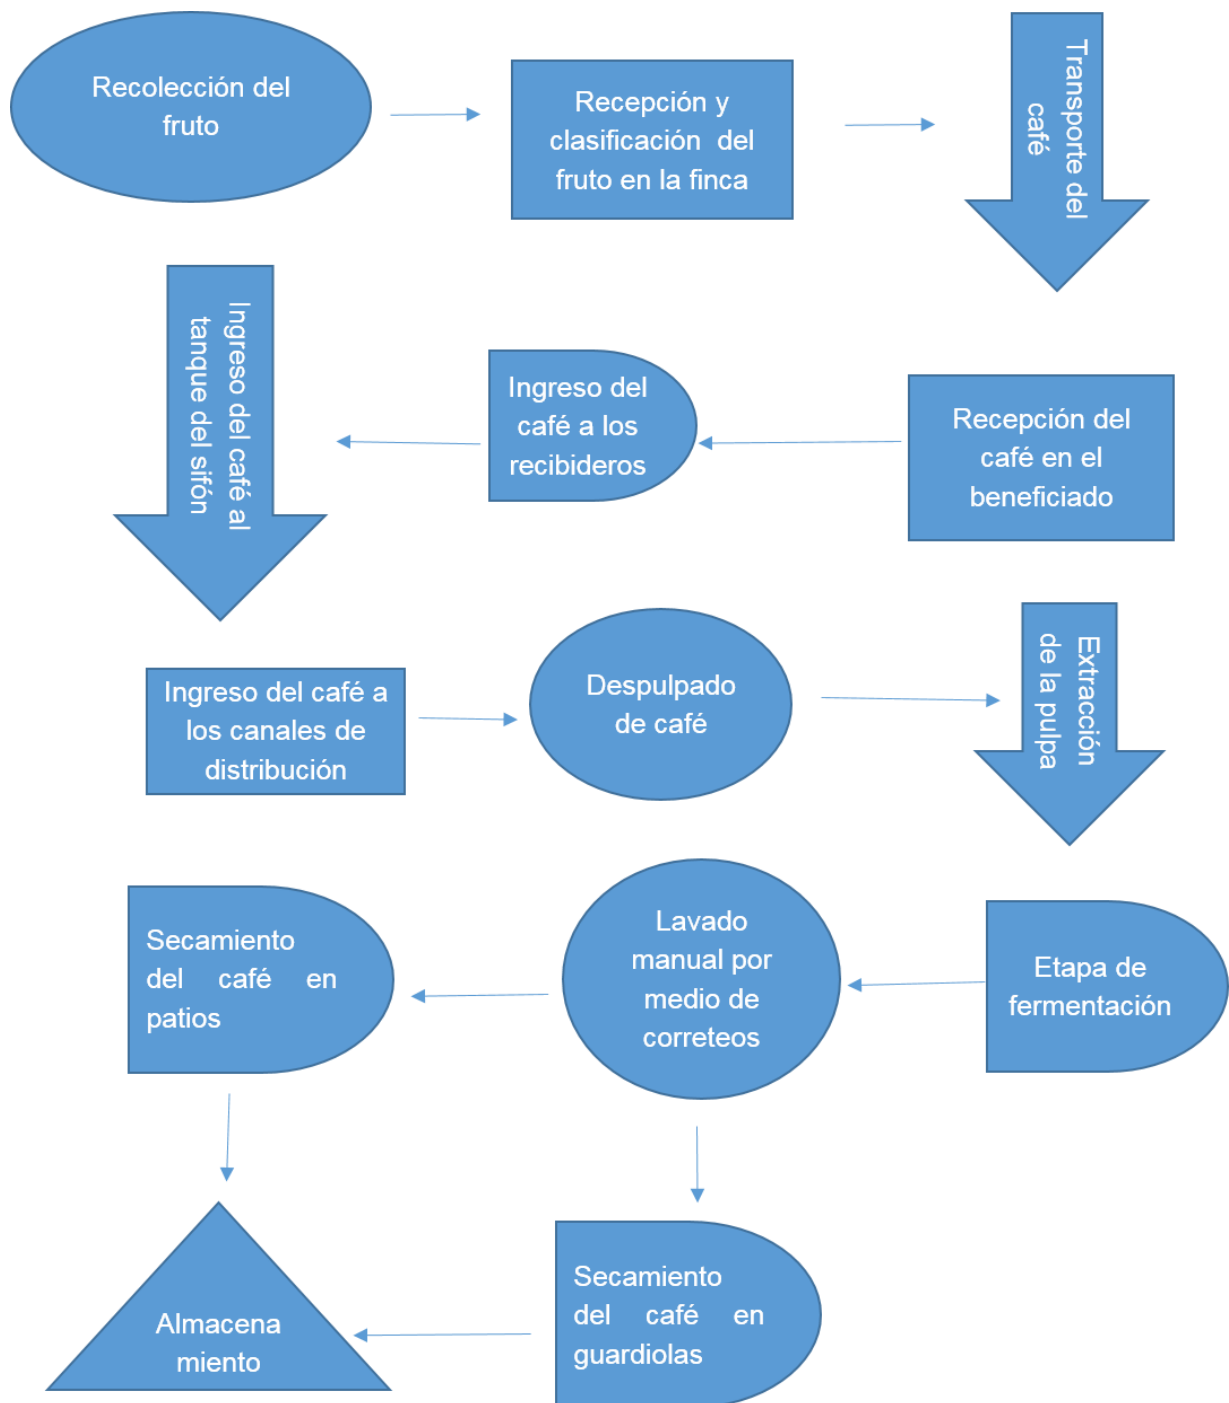 Recolección del
fruto
Recepción y
clasificación del
fruto en la finca
Transporte del
café
Recepción del
café en el
beneficiado
Ingreso del
café a los
recibideros
Ingreso del café al
tanque del sifón
Ingreso del café a
los canales de
distribución
Despulpado
de café
Extracción
de la pulpa
Etapa de
fermentación
Lavado
manual por
medio de
correteos
Secamiento
del café en
patios
Secamiento
del café en
guardiolas
Almacena
miento